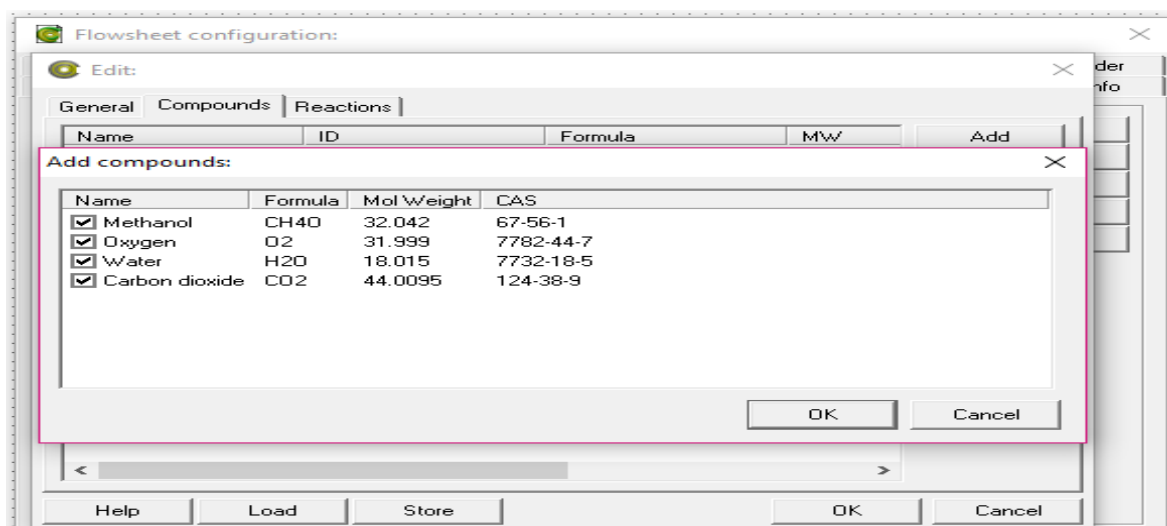 Flowsheet configuration:
Edit:
General Compounds Reactions
Name ID Formula MW Add
Add compounds:
Name Formula Mol Weight CAS
Methanol CH4O 32.042 67-56-1
Oxygen O2 31.999 7782-44-7
Water H2O 18.015 7732-18-5
Carbon dioxide CO2 44.0095 124-38-9
OK Cancel
Help Load Store OK Cancel